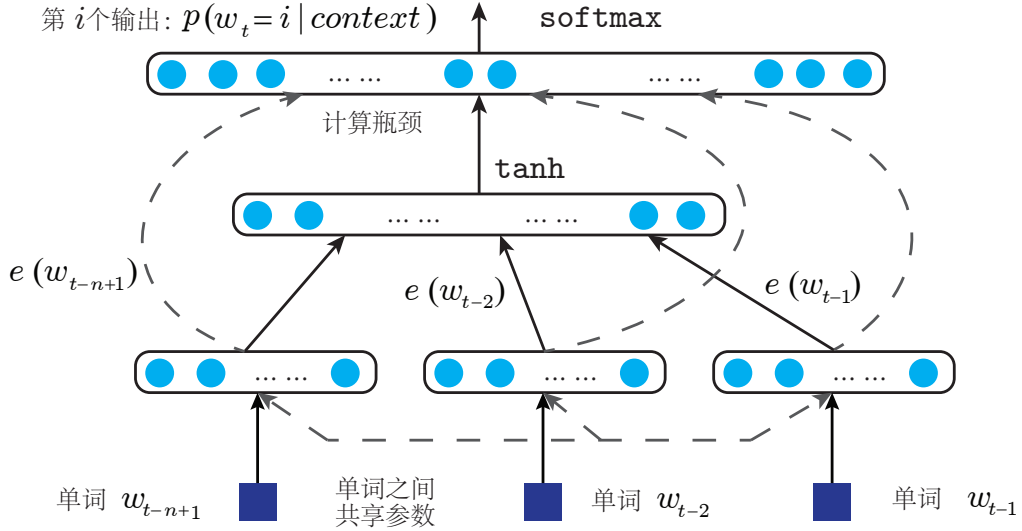 第 i个输出: p(w_t=i|context)
softmax
... ... ... ...
计算瓶颈
tanh
... ... ... ...
e(w_{t-n+1})
e(w_{t-2})
e(w_{t-1})
... ... ... ... ... ...
单词 w_{t-n+1}
单词之间
共享参数
单词 w_{t-2}
单词 w_{t-1}